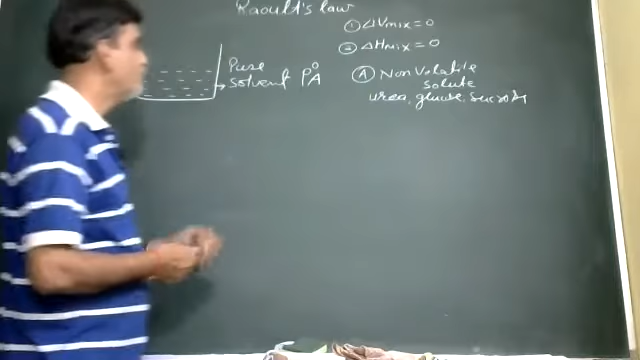 Raoult's law
① ΔVmix = 0
② ΔHmix = 0
Pure
solvent P°A
Ⓐ Non Volatile
solute
urea, glucose, sucrose